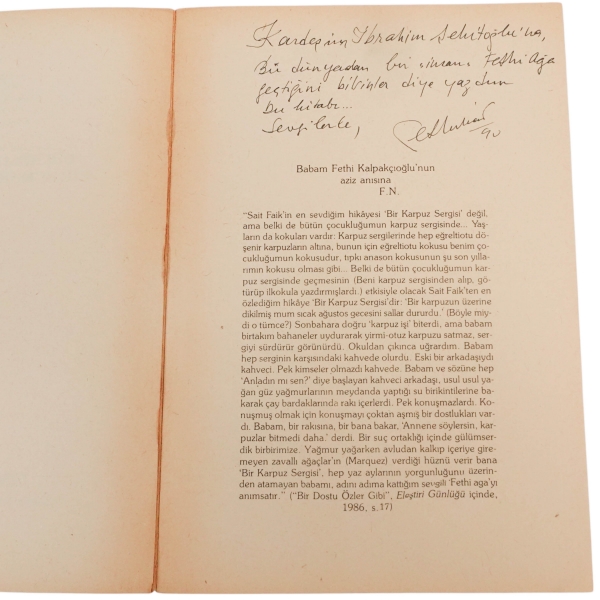 Kardeşim İbrahim Şehitoğlu'na,
Bu dünyadan bir sincani Fethi Ağa
geçtiğini bilsinler diye yazdım
bu kitabı...
Sevgilerle,
90
Babam Fethi Kalpakçıoğlu'nun
aziz anısına
F.N.
"Sait Faik'in en sevdiğim hikâyesi 'Bir Karpuz Sergisi' değil,
ama belki de bütün çocukluğumun karpuz sergisinde... Yaş-
ların da kokuları vardır: Karpuz sergilerinde hep eğreltiotu dö-
şenir karpuzların altına, bunun için eğreltiotu kokusu benim ço-
cukluğumun kokusudur, tıpkı anason kokusunun şu son yılla-
rımın kokusu olması gibi... Belki de bütün çocukluğumun kar-
puz sergisinde geçmesinin (Beni karpuz sergisinden alıp, gö-
türüp ilkokula yazdırmışlardı.) etkisiyle olacak Sait Faik'ten en
özlediğim hikâye 'Bir Karpuz Sergisi'dir: 'Bir karpuzun üzerine
dikilmiş mum sıcak ağustos gecesini sallar dururdu.' (Böyle miy-
di o tümce?) Sonbahara doğru 'karpuz işi' biterdi, ama babam
birtakım bahaneler uydurarak yirmi-otuz karpuzu satmaz, ser-
giyi sürdürür görünürdü. Okuldan çıkınca uğrardım. Babam
hep serginin karşısındaki kahvede olurdu. Eski bir arkadaşıydı
kahveci. Pek kimseler olmazdı kahvede. Babam ve sözüne hep
'Anladın mı sen?' diye başlayan kahveci arkadaşı, usul usul ya-
ğan güz yağmurlarının meydanda yaptığı su birikintilerine ba-
karak çay bardaklarında rakı içerlerdi. Pek konuşmazlardı. Ko-
nuşmuş olmak için konuşmayı çoktan aşmış bir dostlukları var-
dı. Babam, bir rakısına, bir bana bakar, 'Annene söylersin, kar-
puzlar bitmedi daha.' derdi. Bir suç ortaklığı içinde gülümser-
dik birbirimize. Yağmur yağarken avludan kalkıp içeriye gire-
meyen zavallı ağaçlar'ın (Marquez) verdiği hüznü verir bana
'Bir Karpuz Sergisi', hep yaz aylarının yorgunluğunu üzerin-
den atamayan babamı, adını adıma kattığım sevgili 'Fethi aga'yı
anımsatır." ("Bir Dostu Özler Gibi", Eleştiri Günlüğü içinde,
1986, s.17)